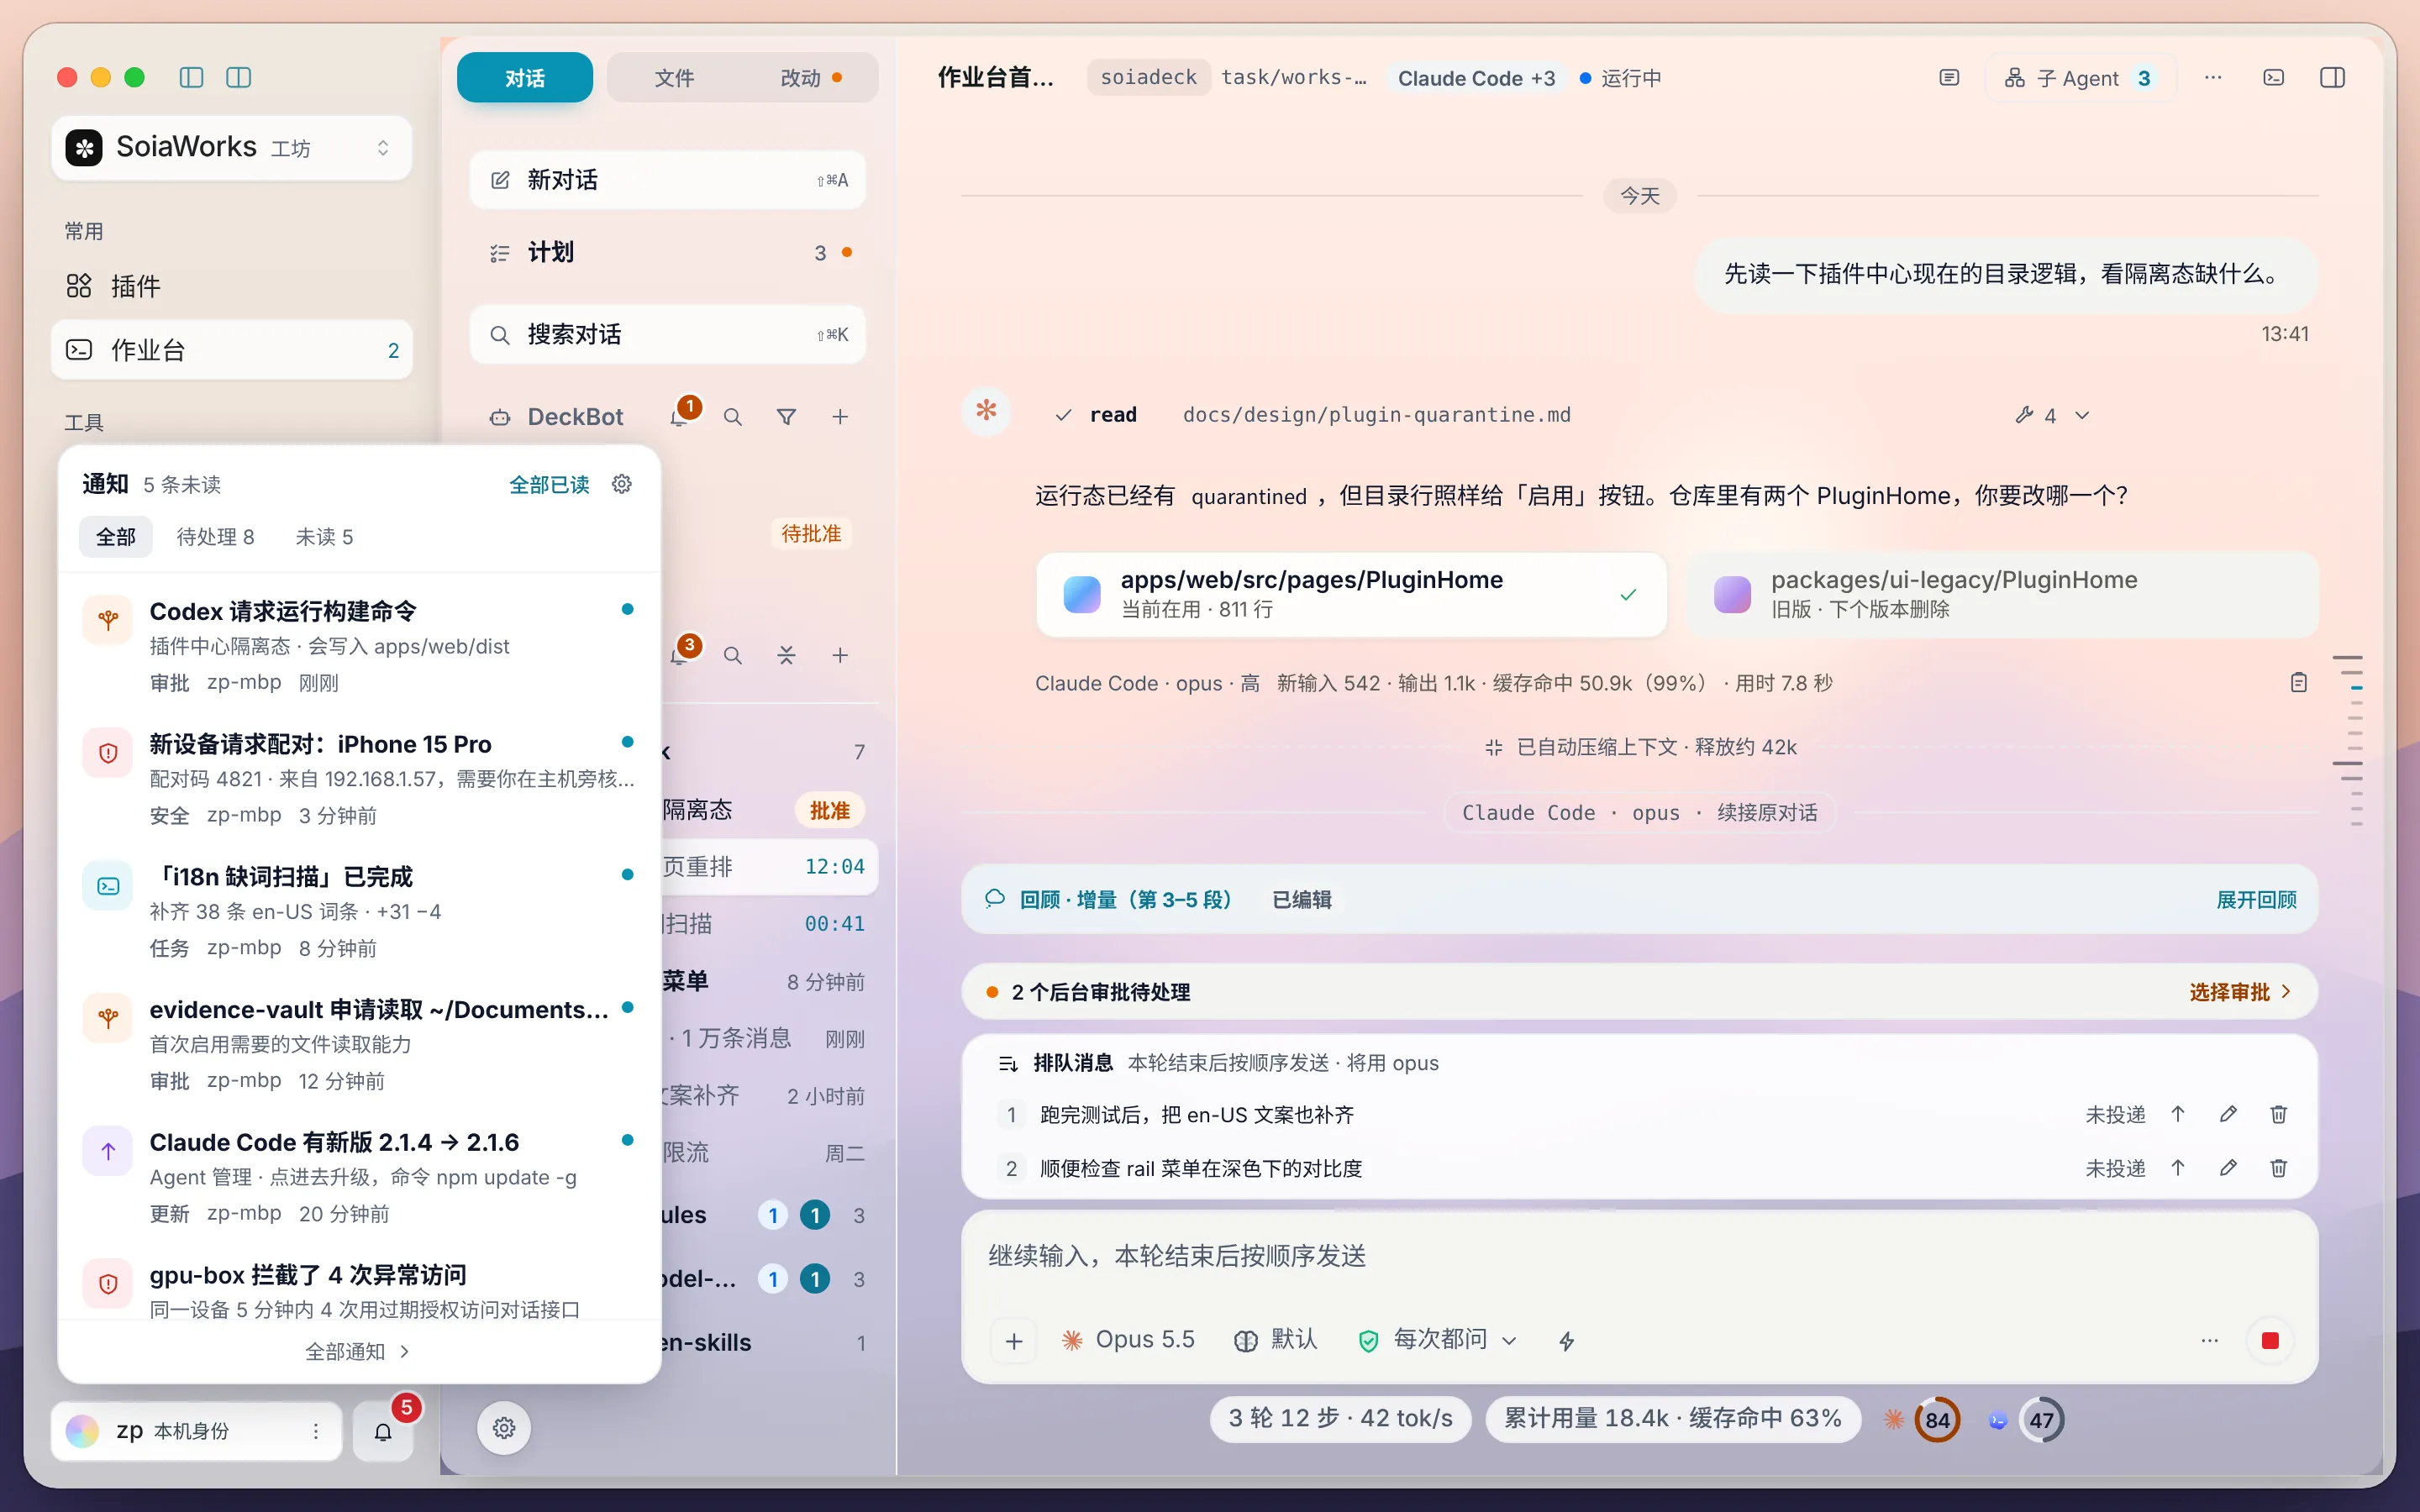 SoiaWorks 工坊
常用
插件
作业台 2
工具
通知 5 条未读 全部已读
全部 待处理 8 未读 5
Codex 请求运行构建命令
插件中心隔离态 · 会写入 apps/web/dist
审批 zp-mbp 刚刚
新设备请求配对：iPhone 15 Pro
配对码 4821 · 来自 192.168.1.57，需要你在主机旁核...
安全 zp-mbp 3 分钟前
「i18n 缺词扫描」已完成
补齐 38 条 en-US 词条 · +31 −4
任务 zp-mbp 8 分钟前
evidence-vault 申请读取 ~/Documents...
首次启用需要的文件读取能力
审批 zp-mbp 12 分钟前
Claude Code 有新版 2.1.4 → 2.1.6
Agent 管理 · 点进去升级，命令 npm update -g
更新 zp-mbp 20 分钟前
gpu-box 拦截了 4 次异常访问
同一设备 5 分钟内 4 次用过期授权访问对话接口
全部通知
zp 本机身份 5
对话 文件 改动
新对话 ⇧⌘A
计划 3
搜索对话 ⇧⌘K
DeckBot 1
待批准
3
7
隔离态 批准
页重排 12:04
扫描 00:41
菜单 8 分钟前
· 1 万条消息 刚刚
案补齐 2 小时前
限流 周二
ules 1 1 3
odel-... 1 1 3
en-skills 1
作业台首... soiadeck task/works-… Claude Code +3 运行中 子 Agent 3
今天
先读一下插件中心现在的目录逻辑，看隔离态缺什么。
13:41
read docs/design/plugin-quarantine.md 4
运行态已经有 quarantined ，但目录行照样给「启用」按钮。仓库里有两个 PluginHome，你要改哪一个？
apps/web/src/pages/PluginHome
当前在用 · 811 行
packages/ui-legacy/PluginHome
旧版 · 下个版本删除
Claude Code · opus · 高 新输入 542 · 输出 1.1k · 缓存命中 50.9k（99%） · 用时 7.8 秒
已自动压缩上下文 · 释放约 42k
Claude Code · opus · 续接原对话
回顾 · 增量（第 3–5 段） 已编辑 展开回顾
2 个后台审批待处理 选择审批
排队消息 本轮结束后按顺序发送 · 将用 opus
1 跑完测试后，把 en-US 文案也补齐 未投递
2 顺便检查 rail 菜单在深色下的对比度 未投递
继续输入，本轮结束后按顺序发送
Opus 5.5 默认 每次都问
3 轮 12 步 · 42 tok/s 累计用量 18.4k · 缓存命中 63% 84 47